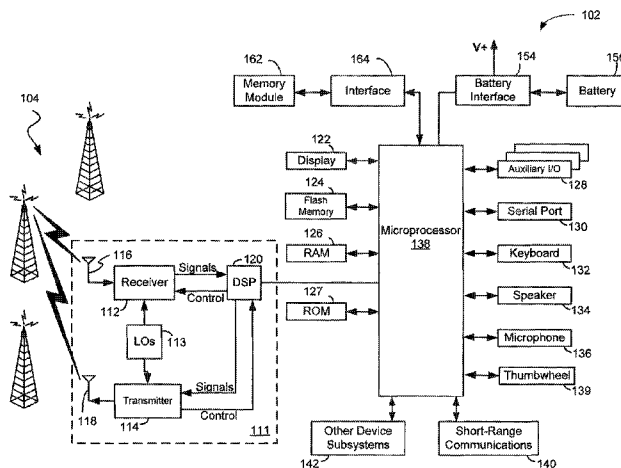 102
V+
162
164
154
156
Memory
Module
Interface
Battery
Interface
Battery
104
122
Display
124
Flash
Memory
126
RAM
127
ROM
Microprocessor
138
Auxiliary I/O
128
Serial Port
130
Keyboard
132
Speaker
134
Microphone
136
Thumbwheel
139
116
Signals
120
Receiver
DSP
Control
112
LOs
113
Signals
Transmitter
Control
118
114
111
Other Device
Subsystems
142
Short-Range
Communications
140